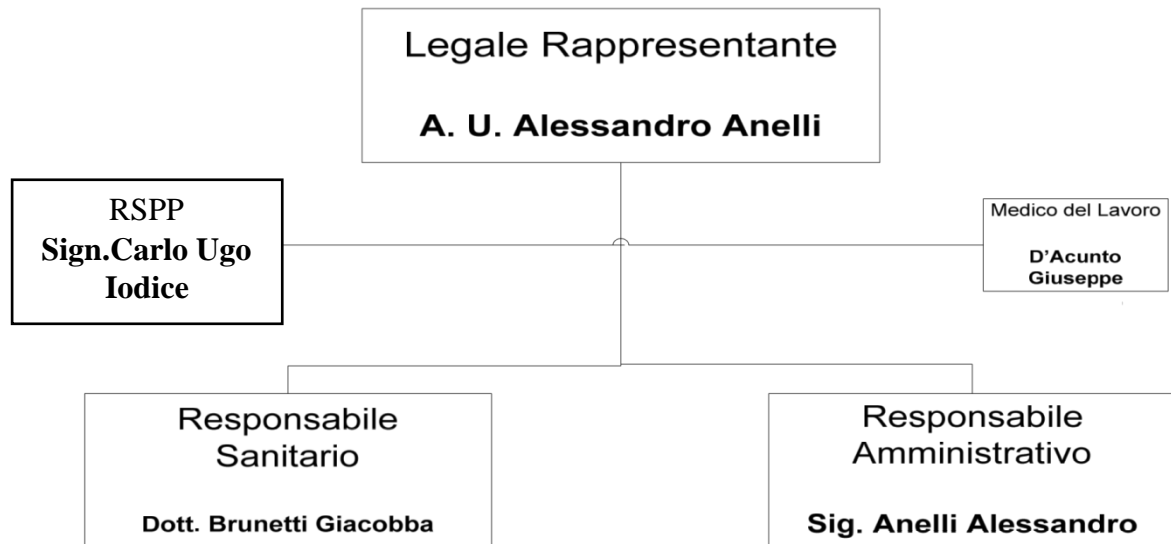 Legale Rappresentante
A. U. Alessandro Anelli
RSPP
Sign.Carlo Ugo
Iodice
Medico del Lavoro
D'Acunto
Giuseppe
Responsabile
Sanitario
Dott. Brunetti Giacobba
Responsabile
Amministrativo
Sig. Anelli Alessandro